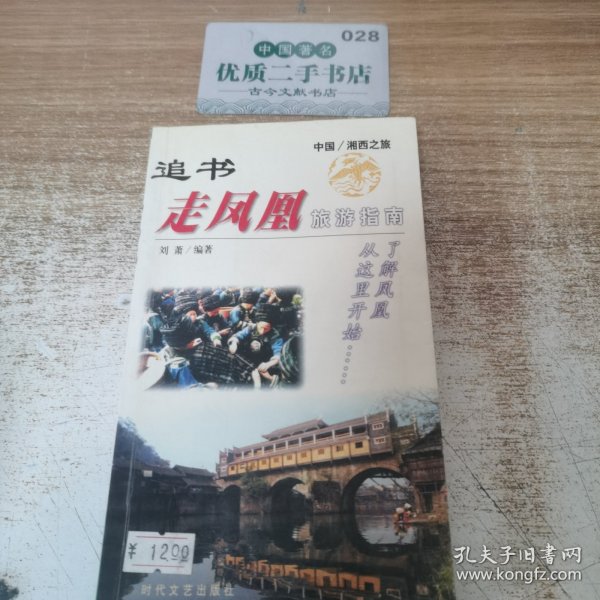 028
中国著名
优质二手书店
古今文献书店
中国/湘西之旅
追书
走凤凰旅游指南
刘萧/编著
了解凤凰
从这里开始……
¥ 1200
时代文艺出版社
孔夫子旧书网
www.kongfz.com